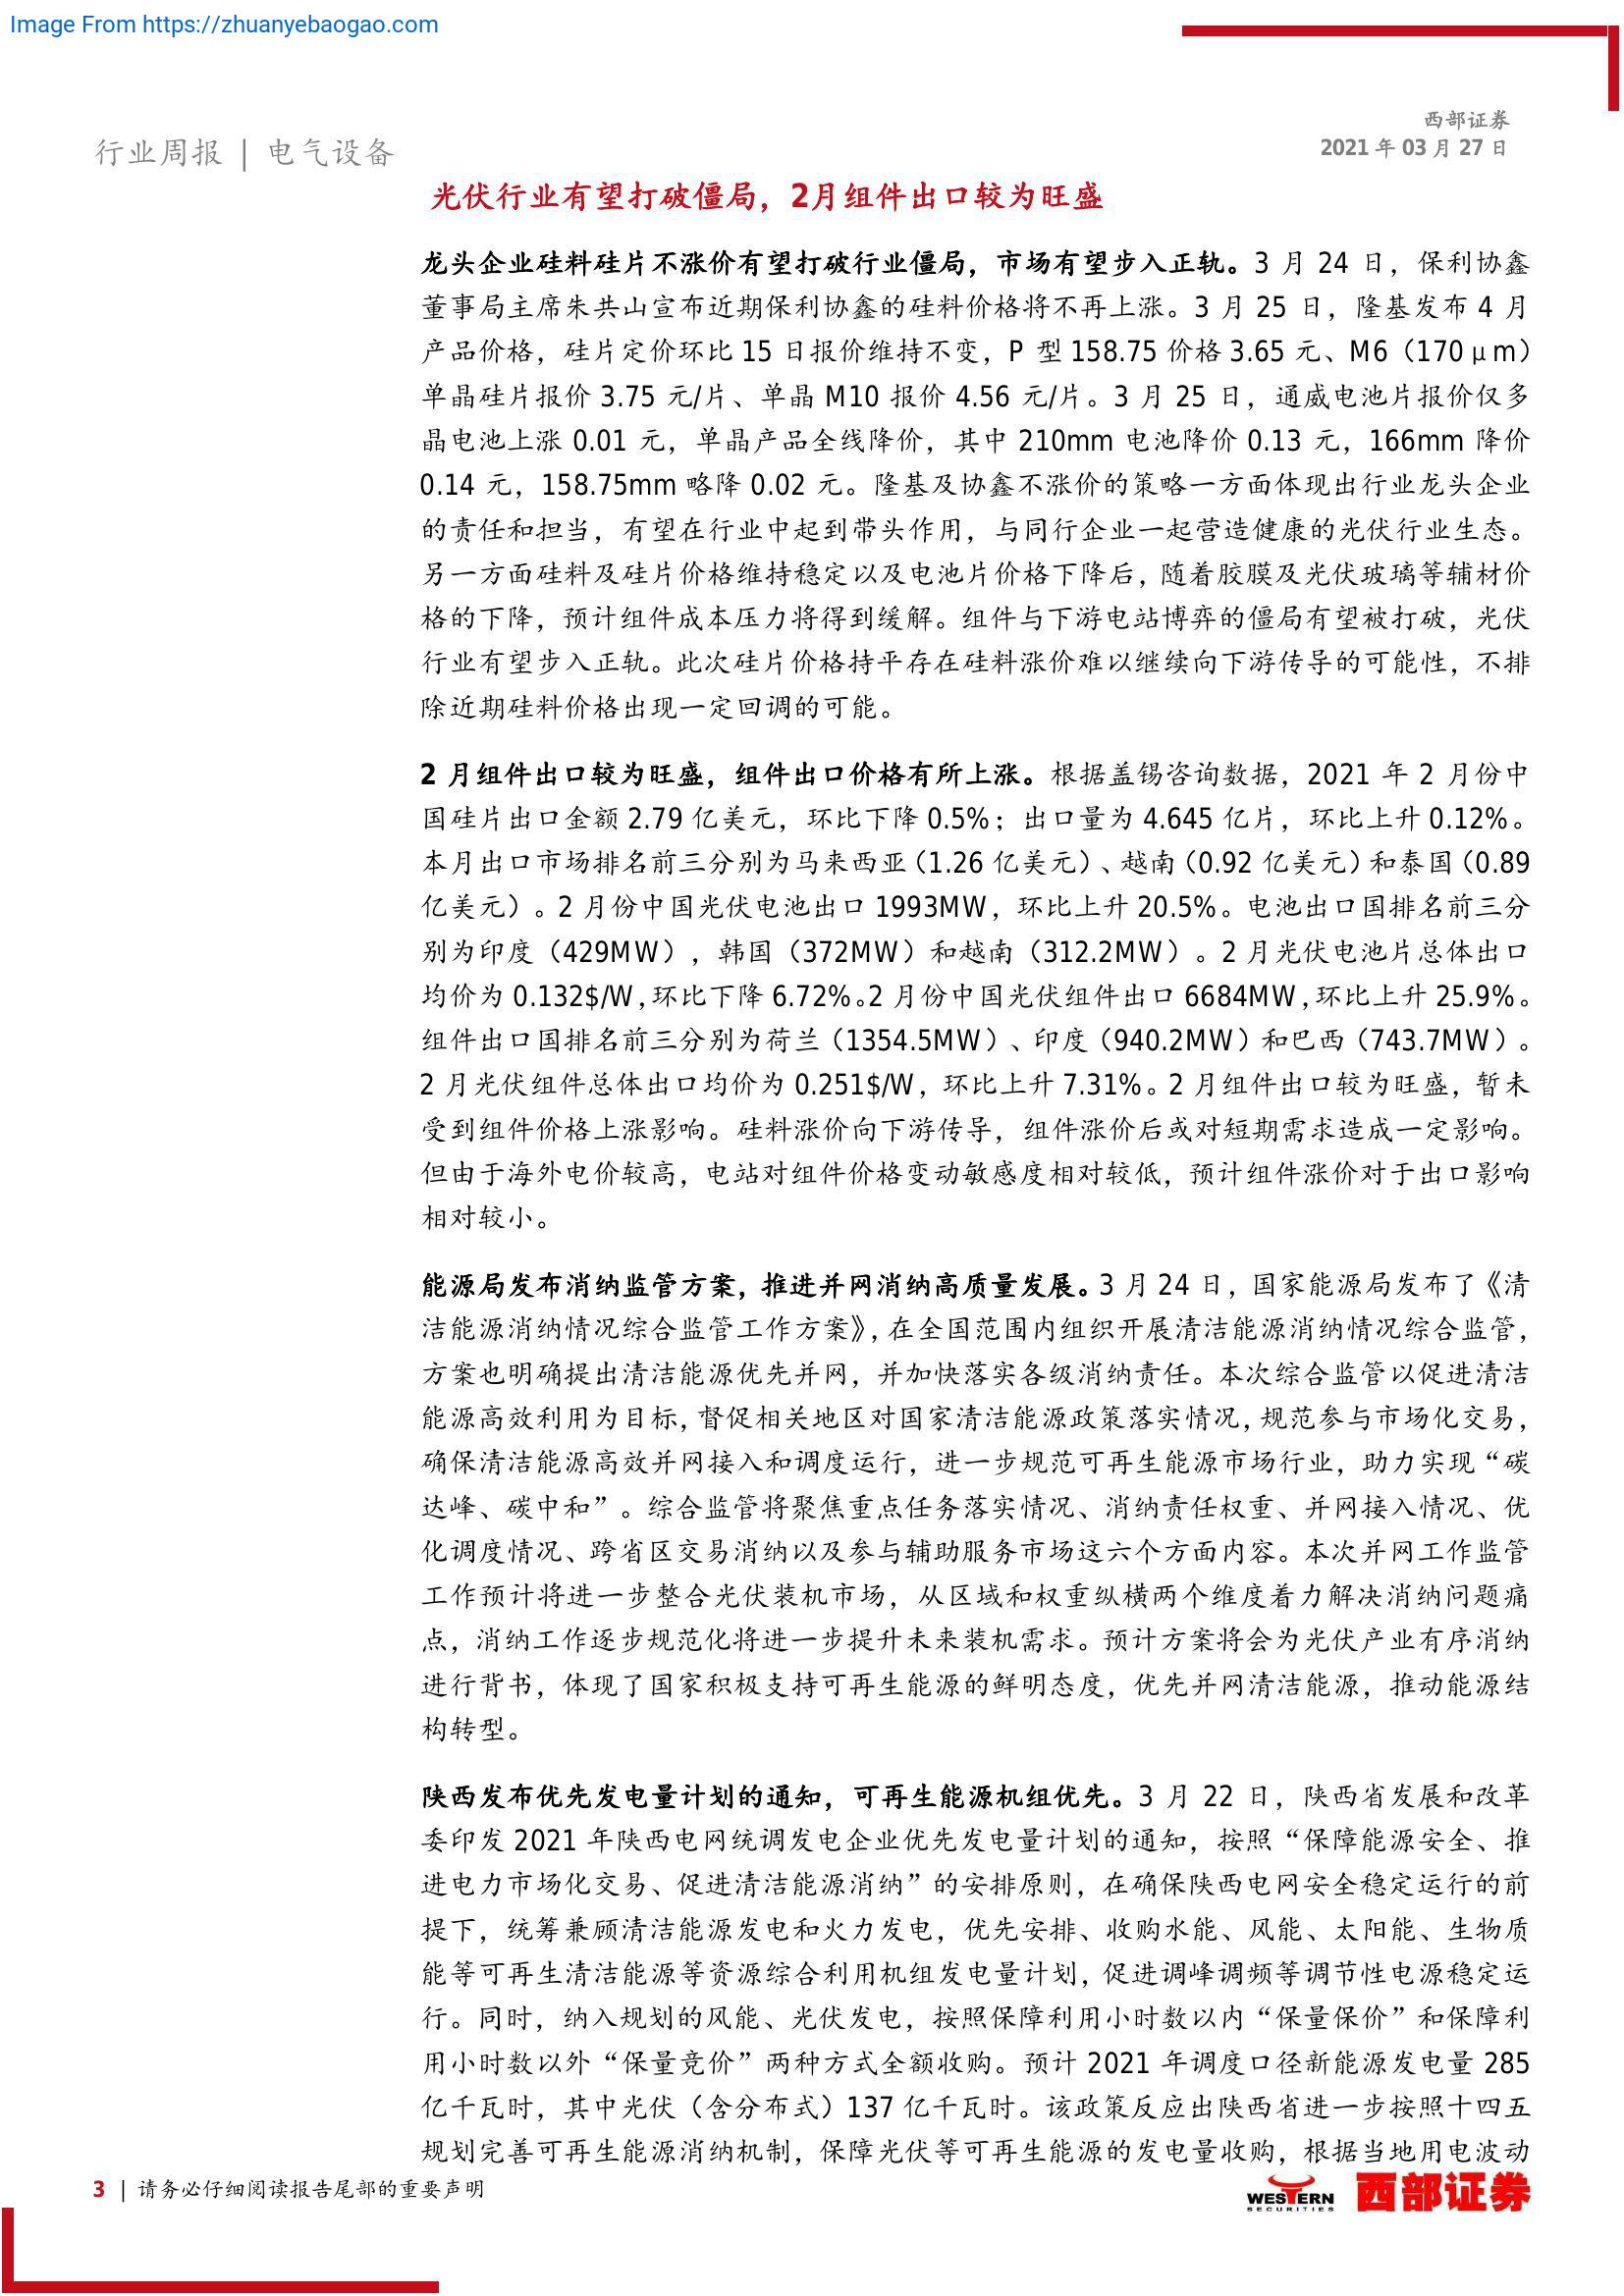 Image From https://zhuanyebaogao.com
西部证券
2021 年 03 月 27 日
行业周报 | 电气设备
光伏行业有望打破僵局，2月组件出口较为旺盛
龙头企业硅料硅片不涨价有望打破行业僵局，市场有望步入正轨。3 月 24 日，保利协鑫
董事局主席朱共山宣布近期保利协鑫的硅料价格将不再上涨。3 月 25 日，隆基发布 4 月
产品价格，硅片定价环比 15 日报价维持不变，P 型 158.75 价格 3.65 元、M6（170μm）
单晶硅片报价 3.75 元/片、单晶 M10 报价 4.56 元/片。3 月 25 日，通威电池片报价仅多
晶电池上涨 0.01 元，单晶产品全线降价，其中 210mm 电池降价 0.13 元，166mm 降价
0.14 元，158.75mm 略降 0.02 元。隆基及协鑫不涨价的策略一方面体现出行业龙头企业
的责任和担当，有望在行业中起到带头作用，与同行企业一起营造健康的光伏行业生态。
另一方面硅料及硅片价格维持稳定以及电池片价格下降后，随着胶膜及光伏玻璃等辅材价
格的下降，预计组件成本压力将得到缓解。组件与下游电站博弈的僵局有望被打破，光伏
行业有望步入正轨。此次硅片价格持平存在硅料涨价难以继续向下游传导的可能性，不排
除近期硅料价格出现一定回调的可能。
2 月组件出口较为旺盛，组件出口价格有所上涨。根据盖锡咨询数据，2021 年 2 月份中
国硅片出口金额 2.79 亿美元，环比下降 0.5%；出口量为 4.645 亿片，环比上升 0.12%。
本月出口市场排名前三分别为马来西亚（1.26 亿美元）、越南（0.92 亿美元）和泰国（0.89
亿美元）。2 月份中国光伏电池出口 1993MW，环比上升 20.5%。电池出口国排名前三分
别为印度（429MW），韩国（372MW）和越南（312.2MW）。2 月光伏电池片总体出口
均价为 0.132$/W，环比下降 6.72%。2 月份中国光伏组件出口 6684MW，环比上升 25.9%。
组件出口国排名前三分别为荷兰（1354.5MW）、印度（940.2MW）和巴西（743.7MW）。
2 月光伏组件总体出口均价为 0.251$/W，环比上升 7.31%。2 月组件出口较为旺盛，暂未
受到组件价格上涨影响。硅料涨价向下游传导，组件涨价后或对短期需求造成一定影响。
但由于海外电价较高，电站对组件价格变动敏感度相对较低，预计组件涨价对于出口影响
相对较小。
能源局发布消纳监管方案，推进并网消纳高质量发展。3 月 24 日，国家能源局发布了《清
洁能源消纳情况综合监管工作方案》，在全国范围内组织开展清洁能源消纳情况综合监管，
方案也明确提出清洁能源优先并网，并加快落实各级消纳责任。本次综合监管以促进清洁
能源高效利用为目标，督促相关地区对国家清洁能源政策落实情况，规范参与市场化交易，
确保清洁能源高效并网接入和调度运行，进一步规范可再生能源市场行业，助力实现“碳
达峰、碳中和”。综合监管将聚焦重点任务落实情况、消纳责任权重、并网接入情况、优
化调度情况、跨省区交易消纳以及参与辅助服务市场这六个方面内容。本次并网工作监管
工作预计将进一步整合光伏装机市场，从区域和权重纵横两个维度着力解决消纳问题痛
点，消纳工作逐步规范化将进一步提升未来装机需求。预计方案将会为光伏产业有序消纳
进行背书，体现了国家积极支持可再生能源的鲜明态度，优先并网清洁能源，推动能源结
构转型。
陕西发布优先发电量计划的通知，可再生能源机组优先。3 月 22 日，陕西省发展和改革
委印发 2021 年陕西电网统调发电企业优先发电量计划的通知，按照“保障能源安全、推
进电力市场化交易、促进清洁能源消纳”的安排原则，在确保陕西电网安全稳定运行的前
提下，统筹兼顾清洁能源发电和火力发电，优先安排、收购水能、风能、太阳能、生物质
能等可再生清洁能源等资源综合利用机组发电量计划，促进调峰调频等调节性电源稳定运
行。同时，纳入规划的风能、光伏发电，按照保障利用小时数以内“保量保价”和保障利
用小时数以外“保量竞价”两种方式全额收购。预计 2021 年调度口径新能源发电量 285
亿千瓦时，其中光伏（含分布式）137 亿千瓦时。该政策反应出陕西省进一步按照十四五
规划完善可再生能源消纳机制，保障光伏等可再生能源的发电量收购，根据当地用电波动
3 | 请务必仔细阅读报告尾部的重要声明
WESTERN
SECURITIES
西部证券